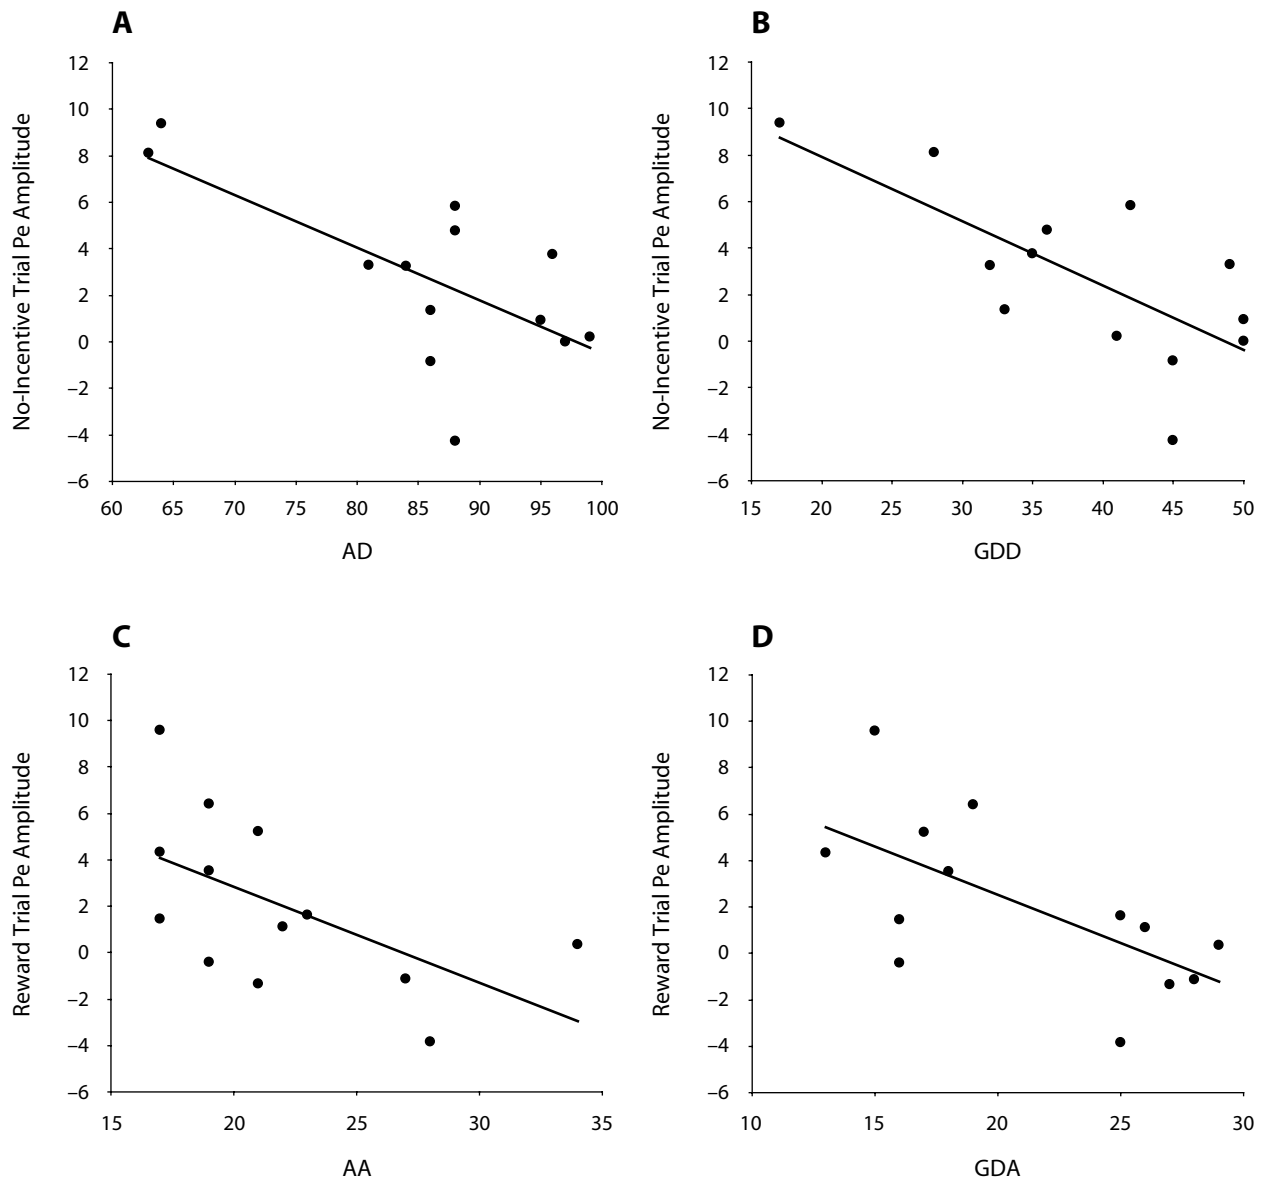 A
No-Incentive Trial Pe Amplitude
12
10
8
6
4
2
0
–2
–4
–6
60 65 70 75 80 85 90 95 100
AD
B
No-Incentive Trial Pe Amplitude
12
10
8
6
4
2
0
–2
–4
–6
15 20 25 30 35 40 45 50
GDD
C
Reward Trial Pe Amplitude
12
10
8
6
4
2
0
–2
–4
–6
15 20 25 30 35
AA
D
Reward Trial Pe Amplitude
12
10
8
6
4
2
0
–2
–4
–6
10 15 20 25 30
GDA